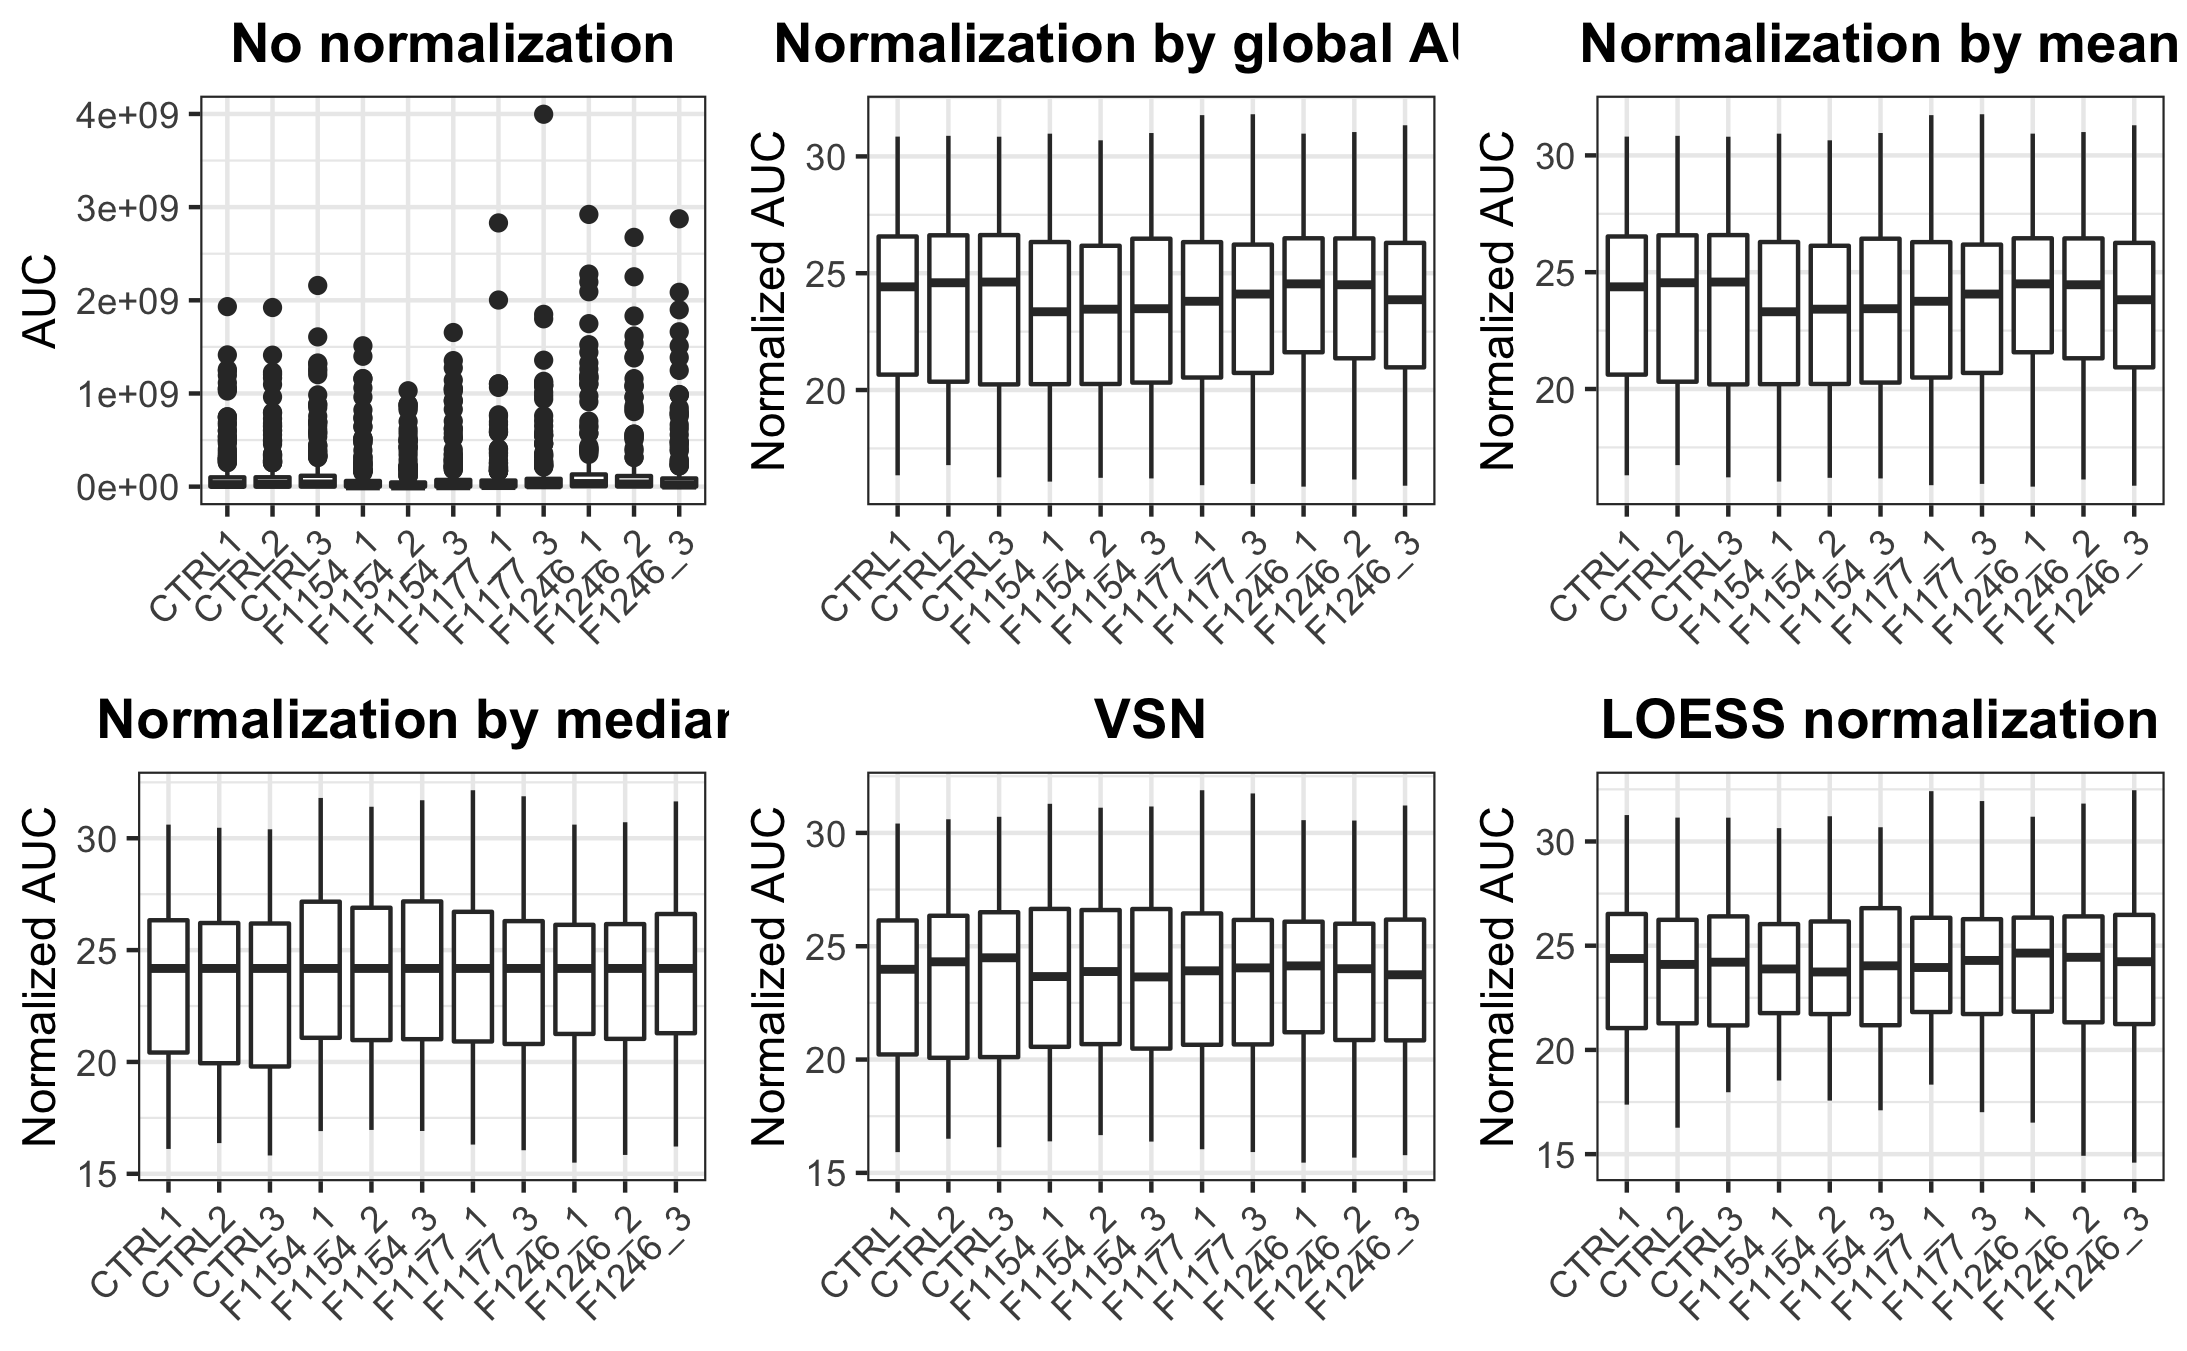 No normalization
AUC
4e+09
3e+09
2e+09
1e+09
0e+00
CTRL1
CTRL2
CTRL3
F1154_1
F1154_2
F1154_3
F1177_1
F1177_3
F1246_1
F1246_2
F1246_3
Normalization by global AU
Normalized AUC
30
25
20
CTRL1
CTRL2
CTRL3
F1154_1
F1154_2
F1154_3
F1177_1
F1177_3
F1246_1
F1246_2
F1246_3
Normalization by mean
Normalized AUC
30
25
20
CTRL1
CTRL2
CTRL3
F1154_1
F1154_2
F1154_3
F1177_1
F1177_3
F1246_1
F1246_2
F1246_3
Normalization by median
Normalized AUC
30
25
20
15
CTRL1
CTRL2
CTRL3
F1154_1
F1154_2
F1154_3
F1177_1
F1177_3
F1246_1
F1246_2
F1246_3
VSN
Normalized AUC
30
25
20
15
CTRL1
CTRL2
CTRL3
F1154_1
F1154_2
F1154_3
F1177_1
F1177_3
F1246_1
F1246_2
F1246_3
LOESS normalization
Normalized AUC
30
25
20
15
CTRL1
CTRL2
CTRL3
F1154_1
F1154_2
F1154_3
F1177_1
F1177_3
F1246_1
F1246_2
F1246_3